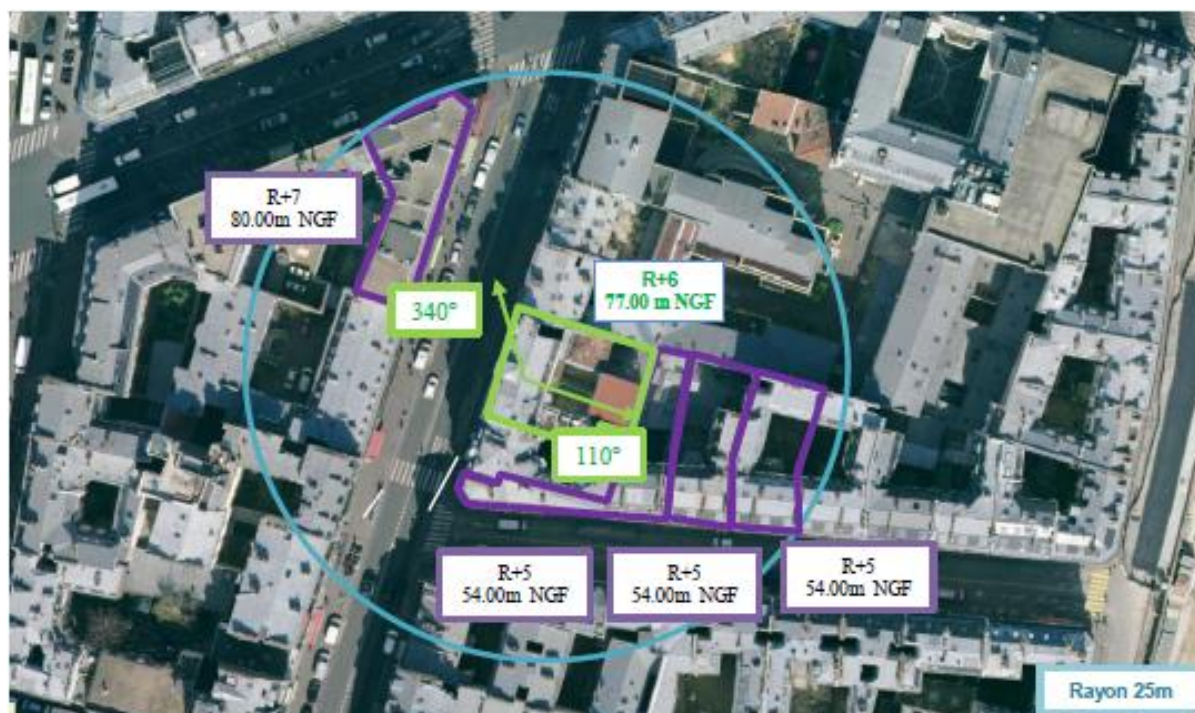 R+7
80.00m NGF
R+6
77.00 m NGF
340°
110°
R+5
54.00m NGF
R+5
54.00m NGF
R+5
54.00m NGF
Rayon 25m